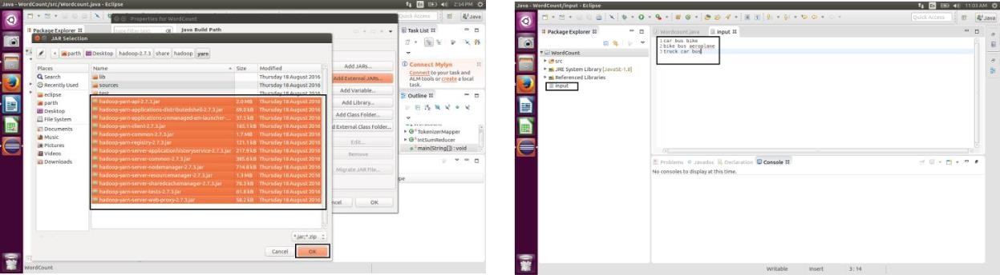 Java - WordCount/src/Wordcount.java - Eclipse
En
2:54 PM
Properties for WordCount
Quick Access
Java
Package Explorer
type filter text
Java Build Path
Task List
JAR Selection
parth Desktop hadoop-2.7.3 share hadoop yarn
Places
Search
Recently Used
eclipse
parth
Desktop
File System
Documents
Music
Pictures
Videos
Downloads
Name Size Modified
lib Thursday 18 August 2016
sources Thursday 18 August 2016
test Thursday 18 August 2016
hadoop-yarn-api-2.7.3.jar 2.0 MB Thursday 18 August 2016
hadoop-yarn-applications-distributedshell-2.7.3.jar 69.0 kB Thursday 18 August 2016
hadoop-yarn-applications-unmanaged-am-launcher-... 37.5 kB Thursday 18 August 2016
hadoop-yarn-client-2.7.3.jar 165.1 kB Thursday 18 August 2016
hadoop-yarn-common-2.7.3.jar 1.7 MB Thursday 18 August 2016
hadoop-yarn-registry-2.7.3.jar 121.1 kB Thursday 18 August 2016
hadoop-yarn-server-applicationhistoryservice-2.7.3.jar 217.9 kB Thursday 18 August 2016
hadoop-yarn-server-common-2.7.3.jar 385.6 kB Thursday 18 August 2016
hadoop-yarn-server-nodemanager-2.7.3.jar 714.8 kB Thursday 18 August 2016
hadoop-yarn-server-resourcemanager-2.7.3.jar 1.3 MB Thursday 18 August 2016
hadoop-yarn-server-sharedcachemanager-2.7.3.jar 76.3 kB Thursday 18 August 2016
hadoop-yarn-server-tests-2.7.3.jar 61.8 kB Thursday 18 August 2016
hadoop-yarn-server-web-proxy-2.7.3.jar 58.2 kB Thursday 18 August 2016
*.jar;*.zip
Cancel
OK
Add JARs...
Add External JARs...
Add Variable...
Add Library...
Add Class Folder...
d External Class Folder...
Edit...
Remove
Migrate JAR File...
ncel
OK
Connect Mylyn
Connect to your task and
ALM tools or create a local
task.
Outline
TokenizerMapper
IntSumReducer
main(String[]) : void
pe
WordCount
Java - WordCount/input - Eclipse
En
11:03 AM
Quick Access
Java
Package Explorer
WordCount
src
JRE System Library [JavaSE-1.8]
Referenced Libraries
input
Wordcount.java
input
1 car bus bike
2 bike bus aeroplane
3 truck car bus
Problems
Javadoc
Declaration
Console
No consoles to display at this time.
Writable
Insert
3 : 14